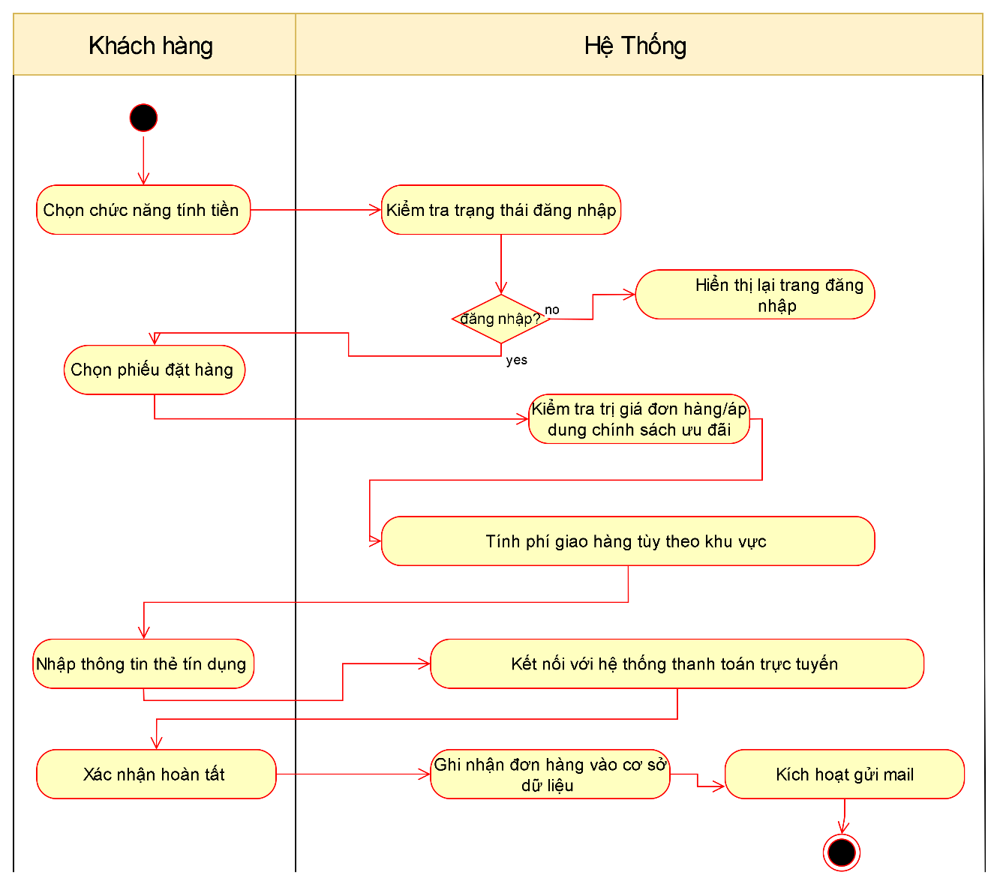 Khách hàng
Hệ Thống
Chọn chức năng tính tiền
Kiểm tra trạng thái đăng nhập
Hiển thị lại trang đăng
nhập
no
đăng nhập?
yes
Chọn phiếu đặt hàng
Kiểm tra trị giá đơn hàng/áp
dung chính sách ưu đãi
Tính phí giao hàng tùy theo khu vực
Nhập thông tin thẻ tín dụng
Kết nối với hệ thống thanh toán trực tuyến
Xác nhận hoàn tất
Ghi nhận đơn hàng vào cơ sở
dữ liệu
Kích hoạt gửi mail